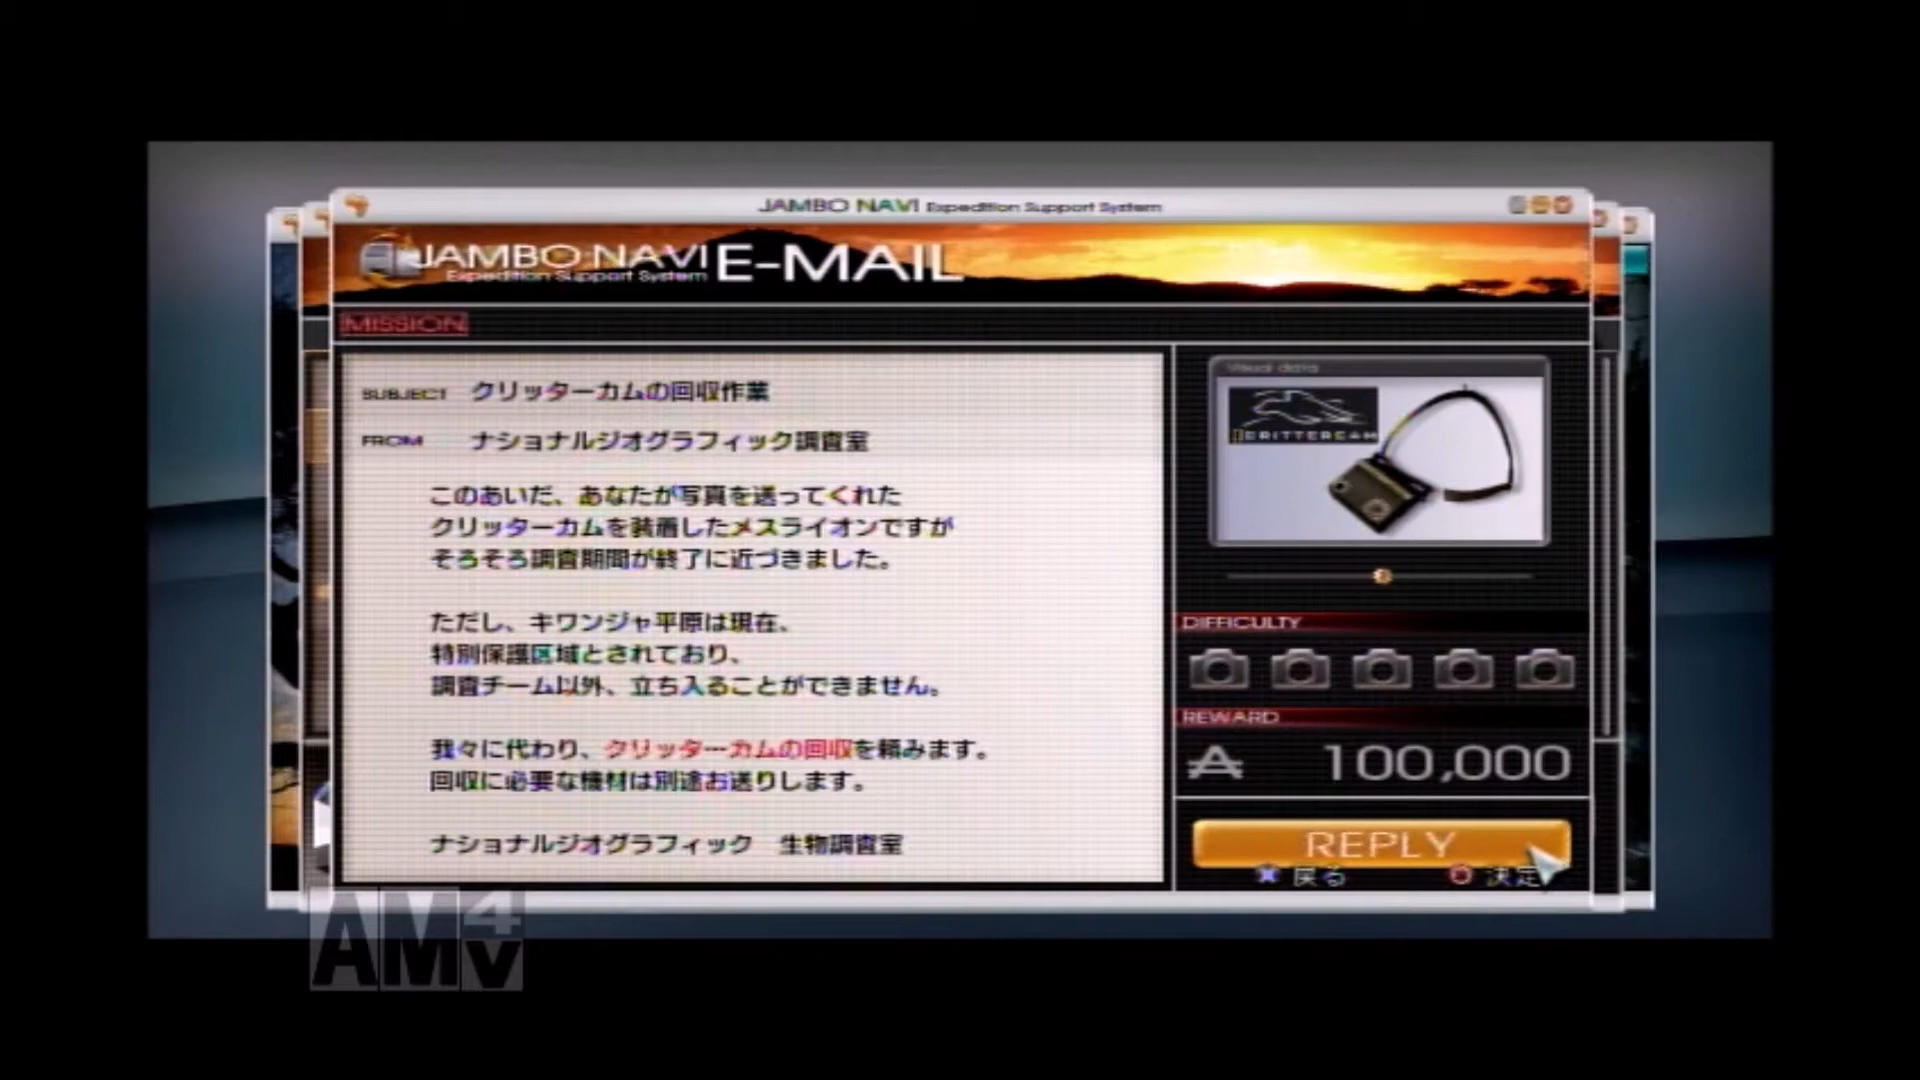 JAMBO NAVI Expedition Support System
JAMBO NAVI E-MAIL
Expedition Support System
MISSION
SUBJECT クリッターカムの回収作業
FROM ナショナルジオグラフィック調査室
このあいだ、あなたが写真を送ってくれた
クリッターカムを装着したメスライオンですが
そろそろ調査期間が終了に近づきました。
ただし、キワンジャ平原は現在、
特別保護区域とされており、
調査チーム以外、立ち入ることができません。
我々に代わり、クリッターカムの回収を頼みます。
回収に必要な機材は別途お送りします。
ナショナルジオグラフィック 生物調査室
Visual data
CRITTERCAM
DIFFICULTY
REWARD
100,000
REPLY
戻る 決定
AM4V